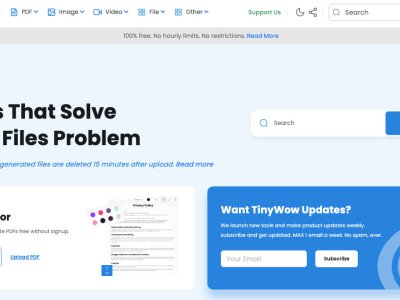 PDF Image Video File Other Support Us Search
100% free. No hourly limits. No restrictions. Read More
s That Solve
Files Problem
Search
generated files are deleted 15 minutes after upload. Read more
or
te PDFs free without signup.
Upload PDF
Privacy Policy
Want TinyWow Updates?
We launch new tools and make product updates weekly.
subscribe and get updated. MAX 1 email a week. No spam, ever.
Your Email Subscribe